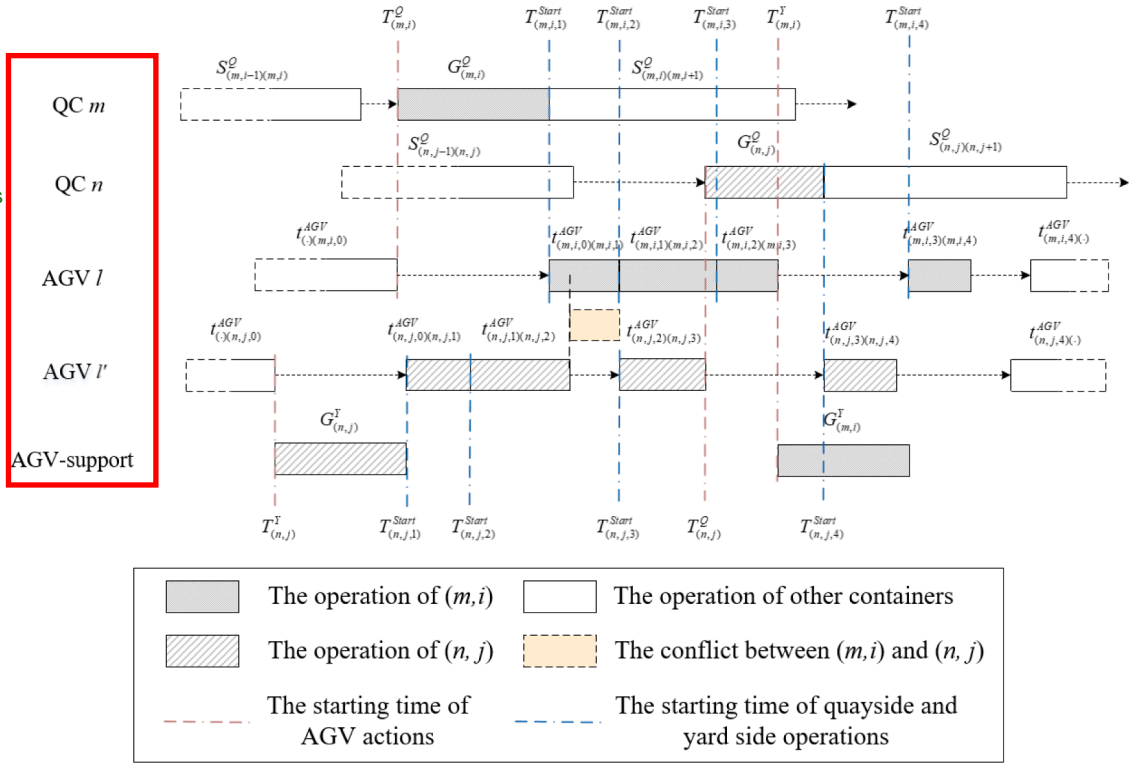 T^Q_(m,i) T^Start_(m,i,1) T^Start_(m,i,2) T^Start_(m,i,3) T^Υ_(m,i) T^Start_(m,i,4)
S^Q_(m,i−1)(m,i) G^Q_(m,i) S^Q_(m,i)(m,i+1)
QC m
S^Q_(n,j−1)(n,j) G^Q_(n,j) S^Q_(n,j)(n,j+1)
QC n
s
t^AGV_(·)(m,i,0) t^AGV_(m,i,0)(m,i,1) t^AGV_(m,i,1)(m,i,2) t^AGV_(m,i,2)(m,i,3) t^AGV_(m,i,3)(m,i,4) t^AGV_(m,i,4)(·)
AGV l
t^AGV_(·)(n,j,0) t^AGV_(n,j,0)(n,j,1) t^AGV_(n,j,1)(n,j,2) t^AGV_(n,j,2)(n,j,3) t^AGV_(n,j,3)(n,j,4) t^AGV_(n,j,4)(·)
AGV l'
G^Υ_(n,j) G^Υ_(m,i)
AGV-support
T^Υ_(n,j) T^Start_(n,j,1) T^Start_(n,j,2) T^Start_(n,j,3) T^Q_(n,j) T^Start_(n,j,4)
The operation of (m,i) The operation of other containers
The operation of (n, j) The conflict between (m,i) and (n, j)
The starting time of
AGV actions
The starting time of quayside and
yard side operations